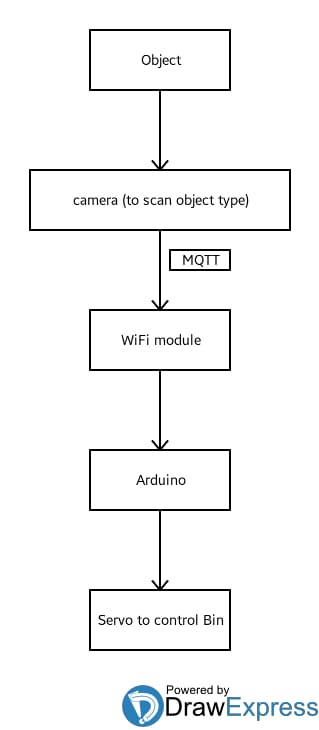 Object
camera (to scan object type)
MQTT
WiFi module
Arduino
Servo to control Bin
Powered by
DrawExpress